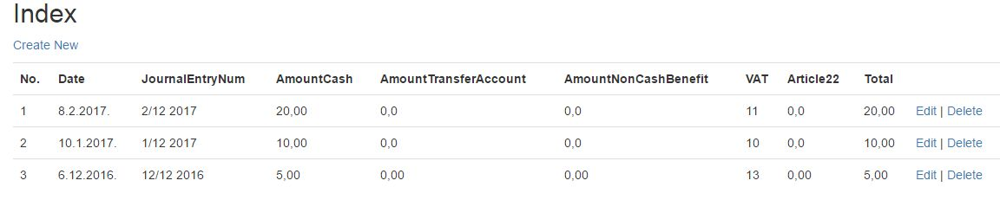 Index
Create New
No. Date JournalEntryNum AmountCash AmountTransferAccount AmountNonCashBenefit VAT Article22 Total
1 8.2.2017. 2/12 2017 20,00 0,0 0,0 11 0,0 20,00 Edit | Delete
2 10.1.2017. 1/12 2017 10,00 0,0 0,0 10 0,0 10,00 Edit | Delete
3 6.12.2016. 12/12 2016 5,00 0,00 0,00 13 0,00 5,00 Edit | Delete